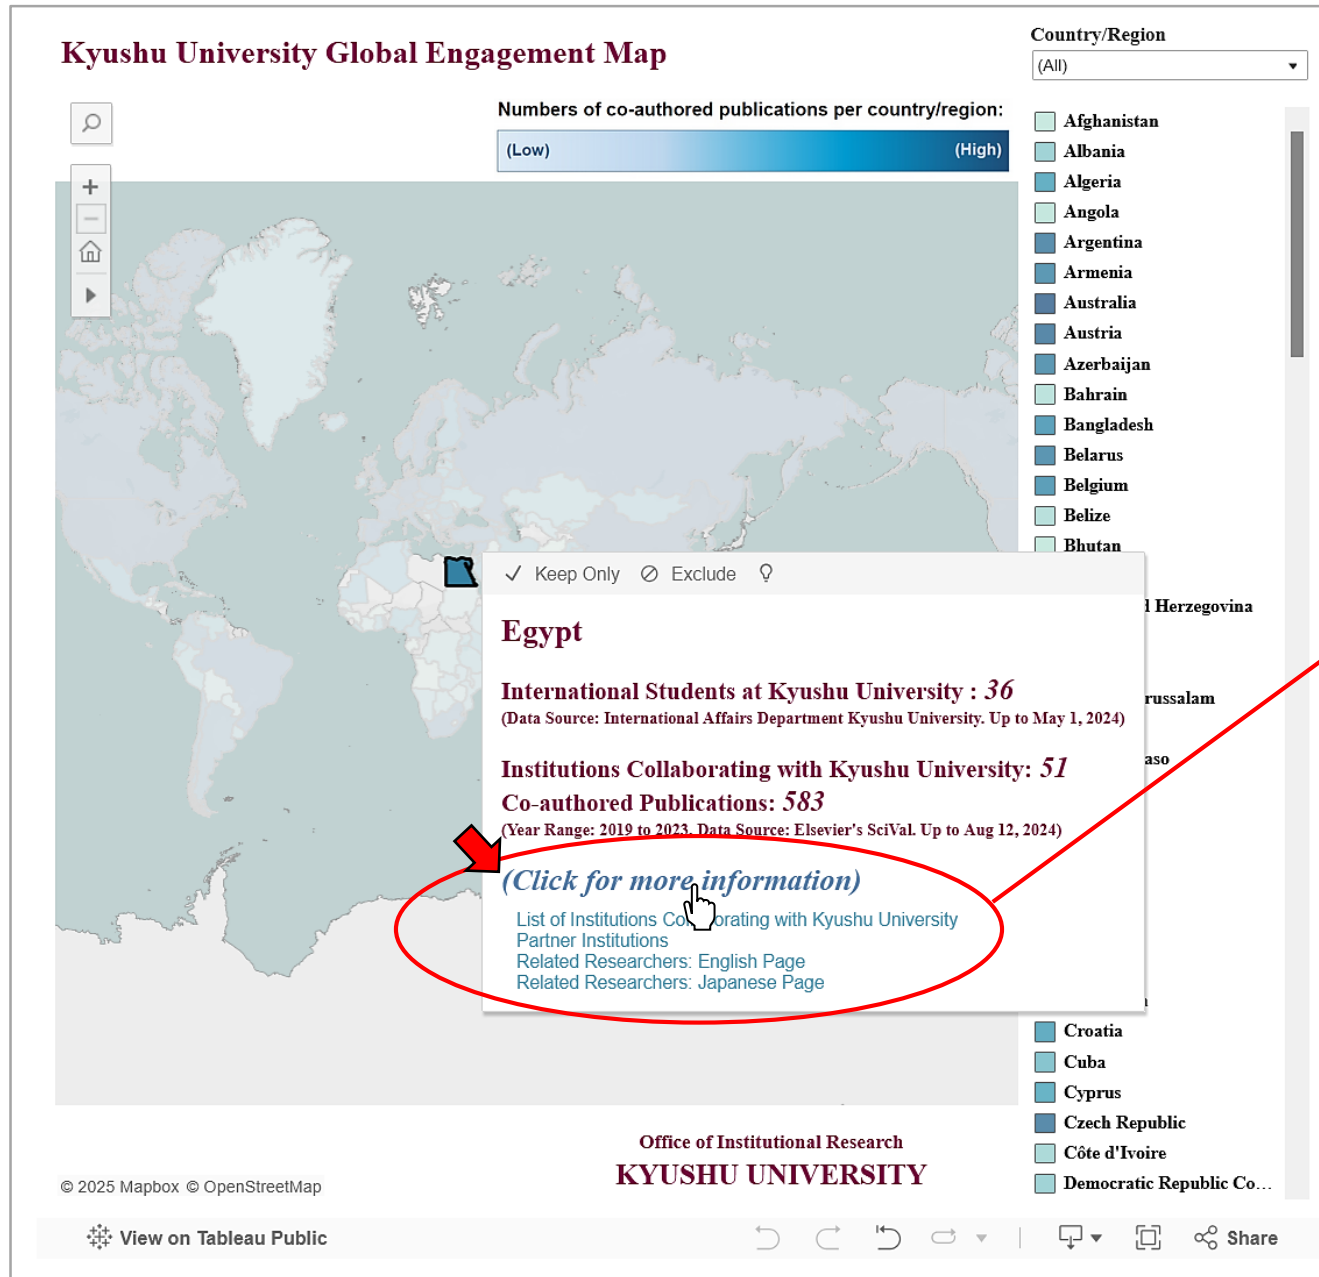 Kyushu University Global Engagement Map
Country/Region
(All)
Numbers of co-authored publications per country/region:
(Low)
(High)
Afghanistan
Albania
Algeria
Angola
Argentina
Armenia
Australia
Austria
Azerbaijan
Bahrain
Bangladesh
Belarus
Belgium
Belize
Bhutan
Herzegovina
russalam
aso
Croatia
Cuba
Cyprus
Czech Republic
Côte d'Ivoire
Democratic Republic Co…
Keep Only
Exclude
Egypt
International Students at Kyushu University : 36
(Data Source: International Affairs Department Kyushu University. Up to May 1, 2024)
Institutions Collaborating with Kyushu University: 51
Co-authored Publications: 583
(Year Range: 2019 to 2023. Data Source: Elsevier's SciVal. Up to Aug 12, 2024)
(Click for more information)
List of Institutions Collaborating with Kyushu University
Partner Institutions
Related Researchers: English Page
Related Researchers: Japanese Page
Office of Institutional Research
KYUSHU UNIVERSITY
© 2025 Mapbox © OpenStreetMap
View on Tableau Public
Share